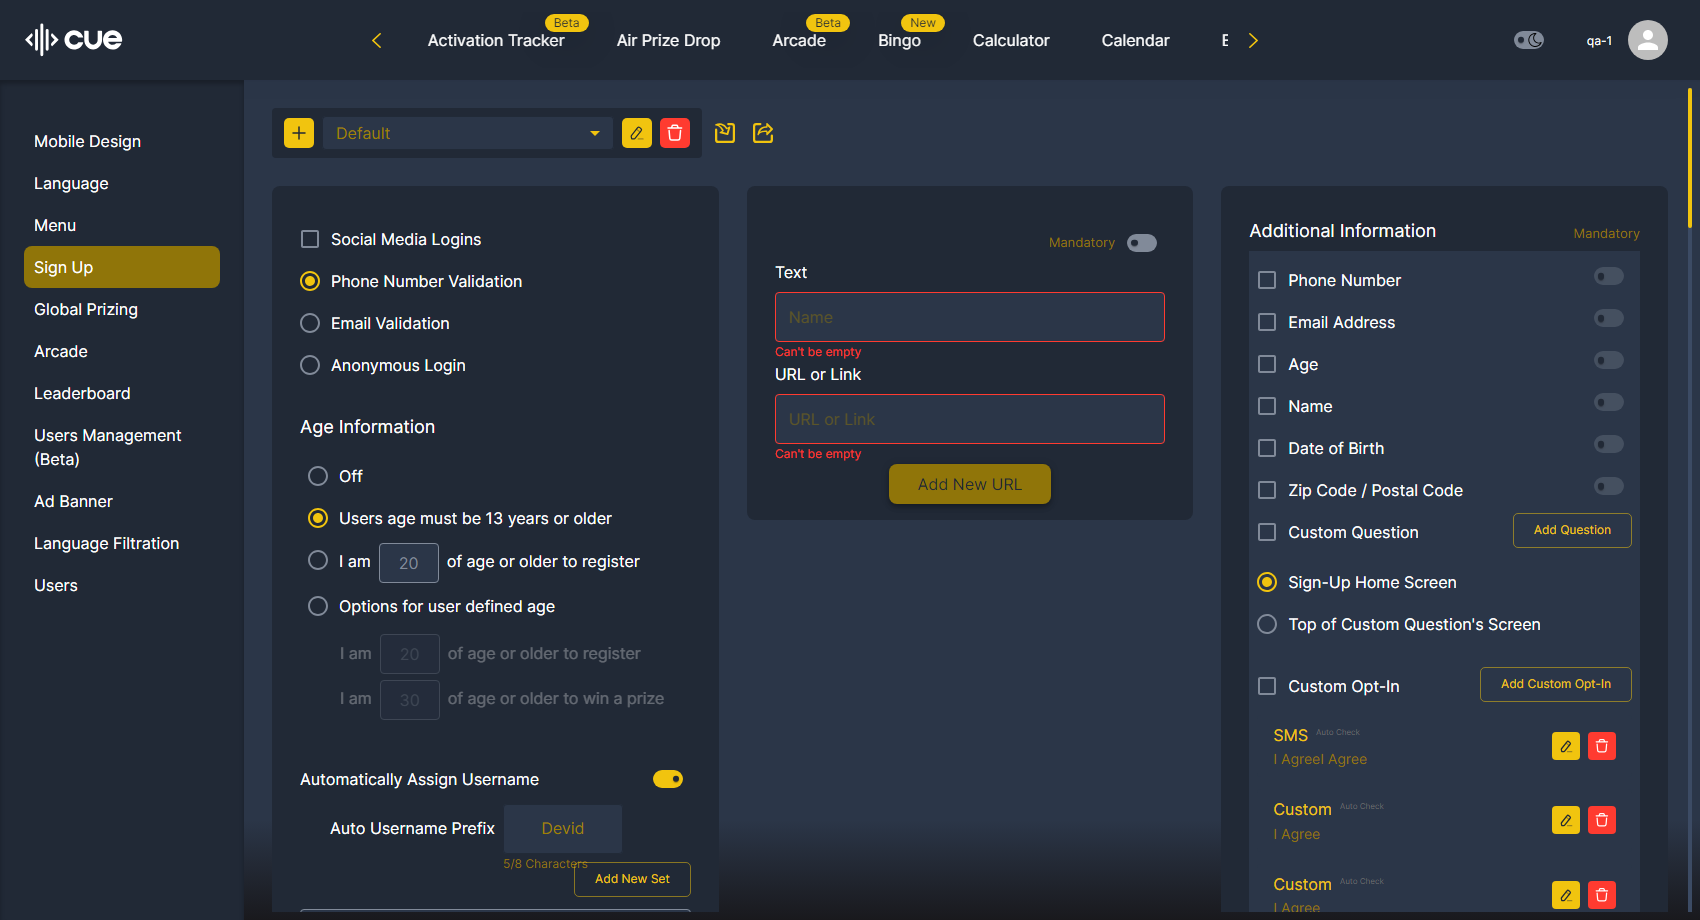 cue
Activation Tracker
Beta
Air Prize Drop
Arcade
Beta
Bingo
New
Calculator
Calendar
qa-1
Mobile Design
Language
Menu
Sign Up
Global Prizing
Arcade
Leaderboard
Users Management
(Beta)
Ad Banner
Language Filtration
Users
Default
Social Media Logins
Phone Number Validation
Email Validation
Anonymous Login
Age Information
Off
Users age must be 13 years or older
I am 20 of age or older to register
Options for user defined age
I am 20 of age or older to register
I am 30 of age or older to win a prize
Automatically Assign Username
Auto Username Prefix Devid
5/8 Characters
Add New Set
Mandatory
Text
Name
Can't be empty
URL or Link
URL or Link
Can't be empty
Add New URL
Additional Information Mandatory
Phone Number
Email Address
Age
Name
Date of Birth
Zip Code / Postal Code
Custom Question Add Question
Sign-Up Home Screen
Top of Custom Question's Screen
Custom Opt-In Add Custom Opt-In
SMS Auto Check
I AgreeI Agree
Custom Auto Check
I Agree
Custom Auto Check
I Agree